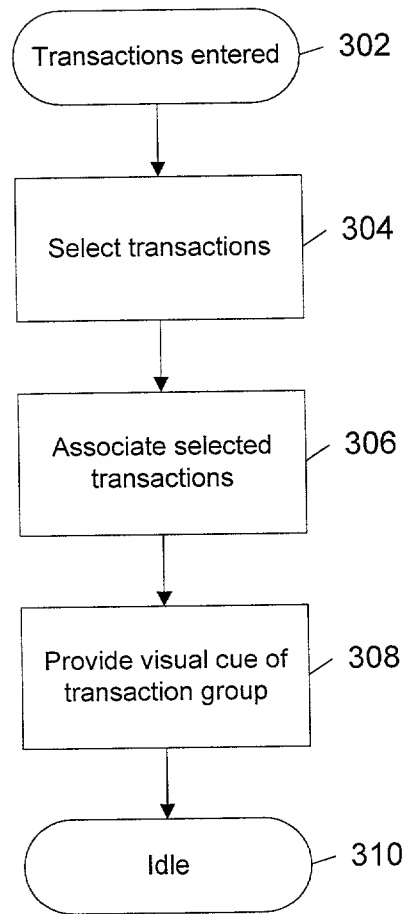 Transactions entered
302
Select transactions
304
Associate selected
transactions
306
Provide visual cue of
transaction group
308
Idle
310